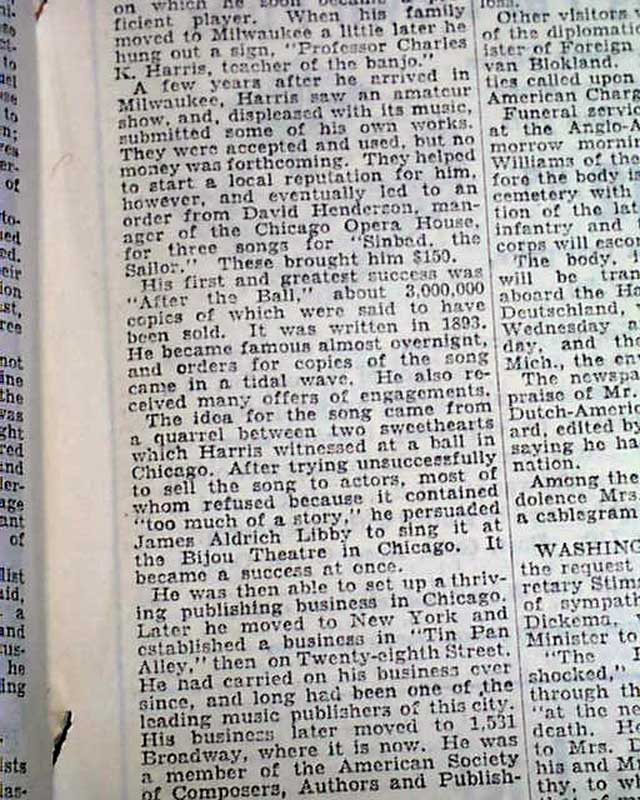 on which he soon became a
ficient player. When his family
moved to Milwaukee a little later he
hung out a sign, "Professor Charles
K. Harris, teacher of the banjo."
A few years after he arrived in
Milwaukee, Harris saw an amateur
show, and, displeased with its music,
submitted some of his own works.
They were accepted and used, but no
money was forthcoming. They helped
to start a local reputation for him,
however, and eventually led to an
order from David Henderson, man-
ager of the Chicago Opera House,
for three songs for "Sinbad, the
Sailor." These brought him $150.
His first and greatest success was
"After the Ball," about 3,000,000
copies of which were said to have
been sold. It was written in 1893.
He became famous almost overnight,
and orders for copies of the song
came in a tidal wave. He also re-
ceived many offers of engagements.
The idea for the song came from
a quarrel between two sweethearts
which Harris witnessed at a ball in
Chicago. After trying unsuccessfully
to sell the song to actors, most of
whom refused because it contained
"too much of a story," he persuaded
James Aldrich Libby to sing it at
the Bijou Theatre in Chicago. It
became a success at once.
He was then able to set up a thriv-
ing publishing business in Chicago.
Later he moved to New York and
established a business in "Tin Pan
Alley," then on Twenty-eighth Street.
He had carried on his business ever
since, and long had been one of the
leading music publishers of this city.
His business later moved to 1,531
Broadway, where it is now. He was
a member of the American Society
of Composers, Authors and Publish-
Other visitors
of the diplomatic
ister of Foreign
van Blokland.
ties called upon
American Charg
Funeral servic
at the Anglo-A
morrow mornin
Williams of the
fore the body is
cemetery with
tion of the lat
infantry and
corps will escor
The body, i
will be tran
aboard the Ha
Deutschland,
Wednesday a
day, and the
Mich., the en
The newspa
praise of Mr.
Dutch-Americ
ard, edited by
saying he ha
nation.
Among the
dolence Mrs.
a cablegram
WASHING
the request
retary Stim
of sympath
Diekema,
Minister to
"The
shocked,"
through the
"at the ne
death. He
to Mrs. D
his and M
thy, to w